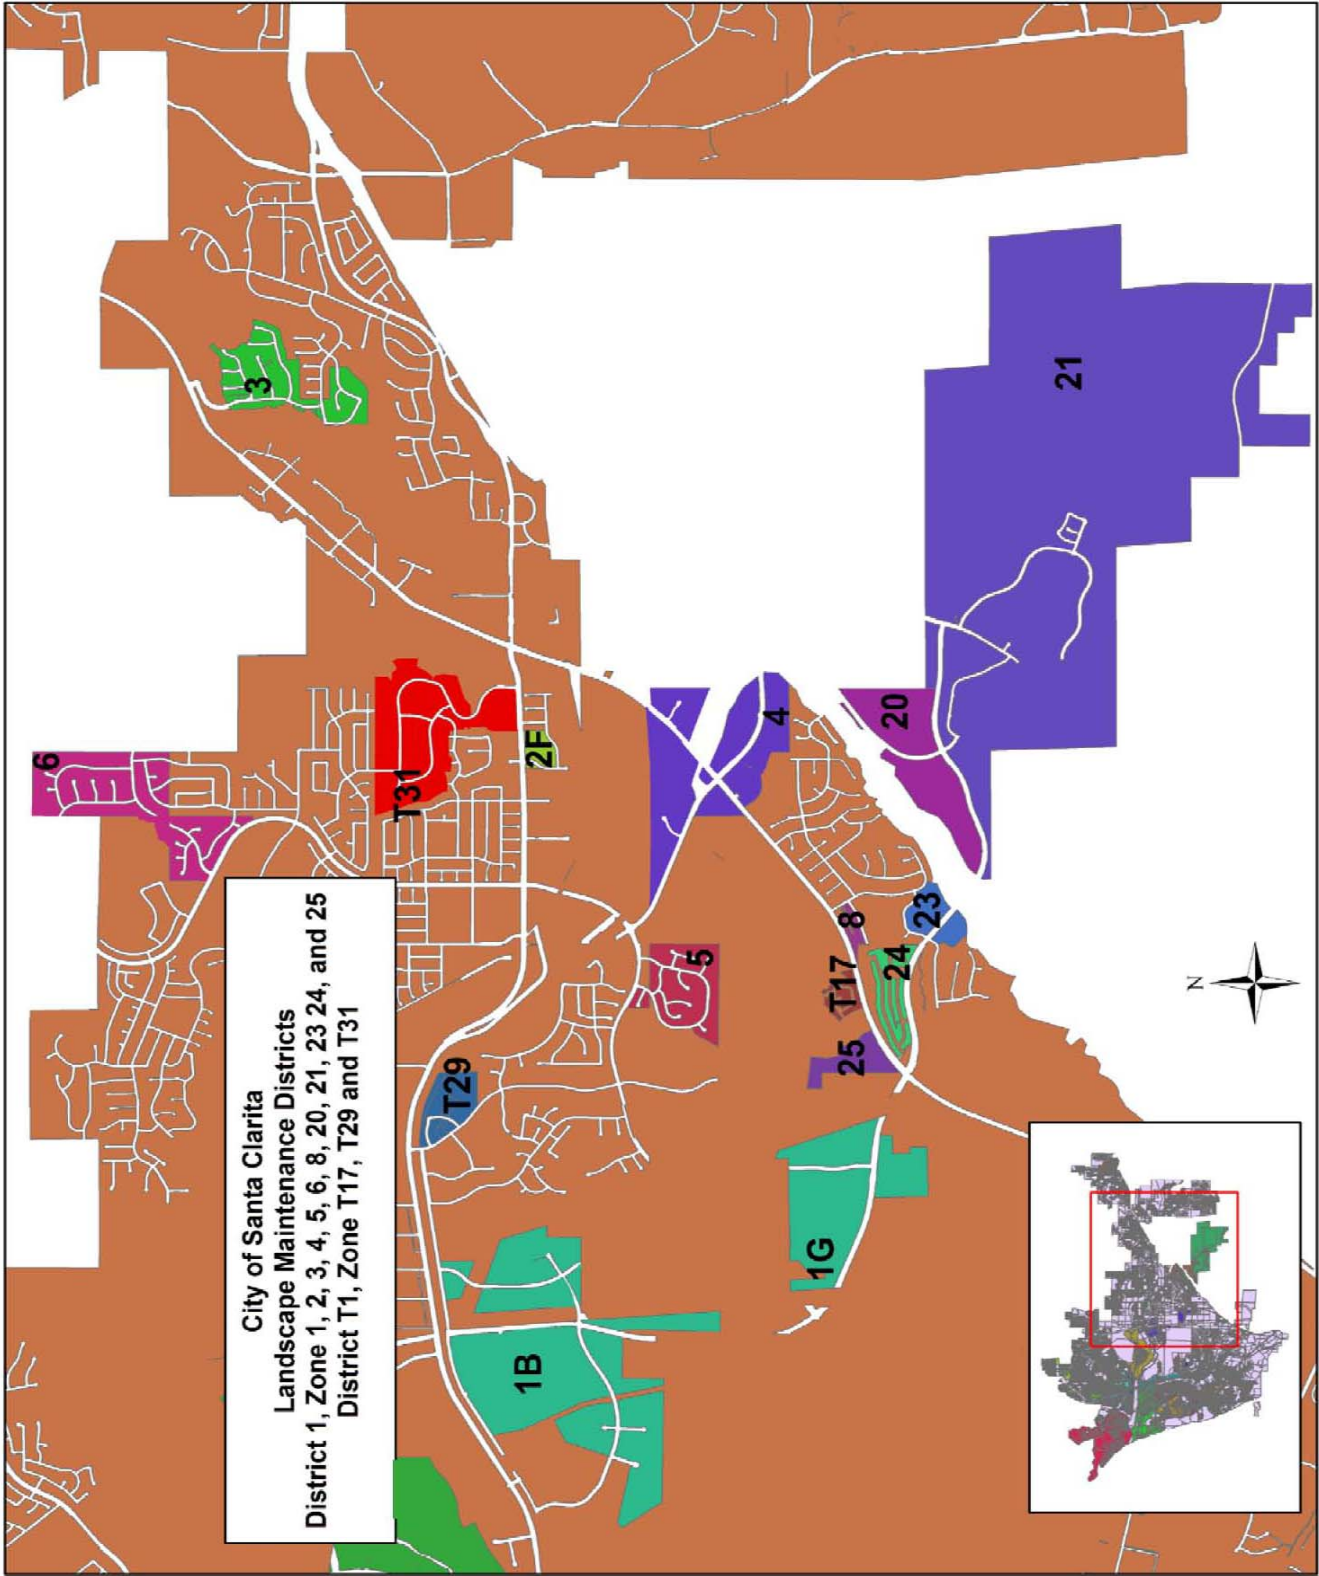 City of Santa Clarita
Landscape Maintenance Districts
District 1, Zone 1, 2, 3, 4, 5, 6, 8, 20, 21, 23 24, and 25
District T1, Zone T17, T29 and T31
6
3
T31
2F
T29
1B
5
4
20
21
8
T17
24
23
25
1G
N